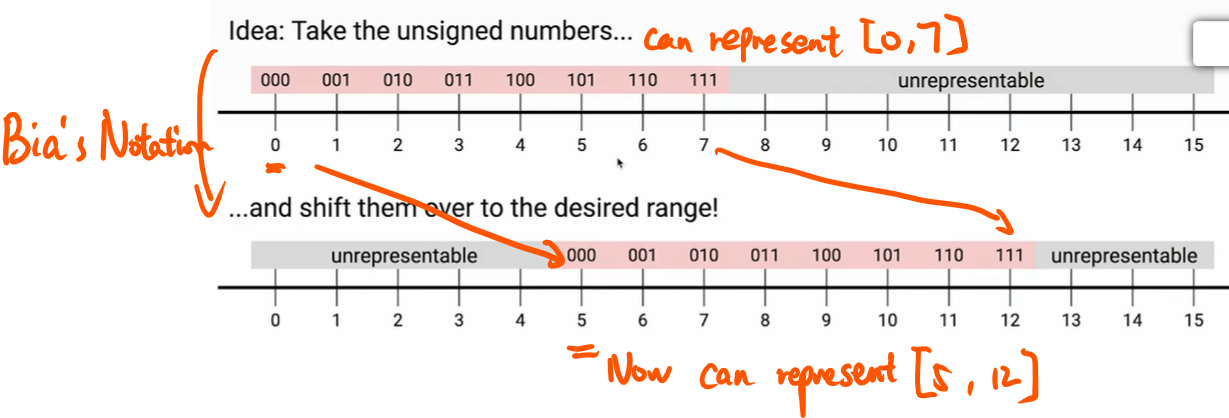 Idea: Take the unsigned numbers... can represent [0,7]
000 001 010 011 100 101 110 111 unrepresentable
0 1 2 3 4 5 6 7 8 9 10 11 12 13 14 15
Bia's Notation
...and shift them over to the desired range!
unrepresentable 000 001 010 011 100 101 110 111 unrepresentable
0 1 2 3 4 5 6 7 8 9 10 11 12 13 14 15
Now can represent [5, 12]